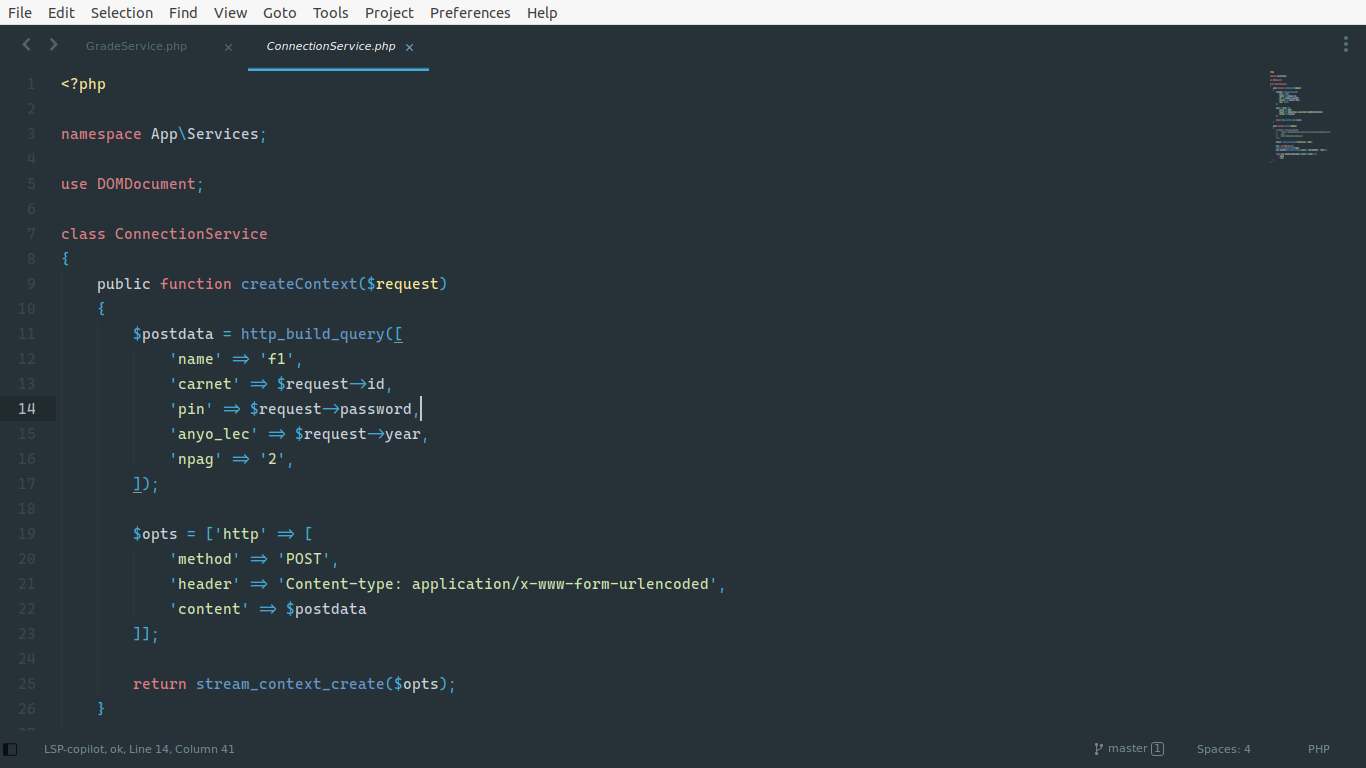 File Edit Selection Find View Goto Tools Project Preferences Help
GradeService.php × ConnectionService.php ×
1 <?php
2
3 namespace App\Services;
4
5 use DOMDocument;
6
7 class ConnectionService
8 {
9     public function createContext($request)
10     {
11         $postdata = http_build_query([
12             'name' => 'f1',
13             'carnet' => $request->id,
14             'pin' => $request->password,
15             'anyo_lec' => $request->year,
16             'npag' => '2',
17         ]);
18
19         $opts = ['http' => [
20             'method' => 'POST',
21             'header' => 'Content-type: application/x-www-form-urlencoded',
22             'content' => $postdata
23         ]];
24
25         return stream_context_create($opts);
26     }
LSP-copilot, ok, Line 14, Column 41 master 1 Spaces: 4 PHP